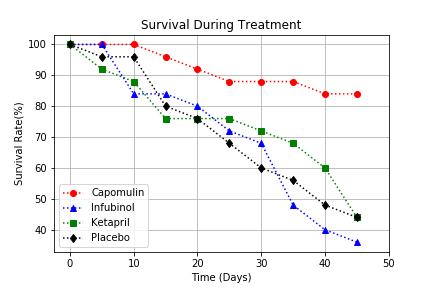 Survival During Treatment
Survival Rate(%)
100
90
80
70
60
50
40
Capomulin
Infubinol
Ketapril
Placebo
0 10 20 30 40 50
Time (Days)